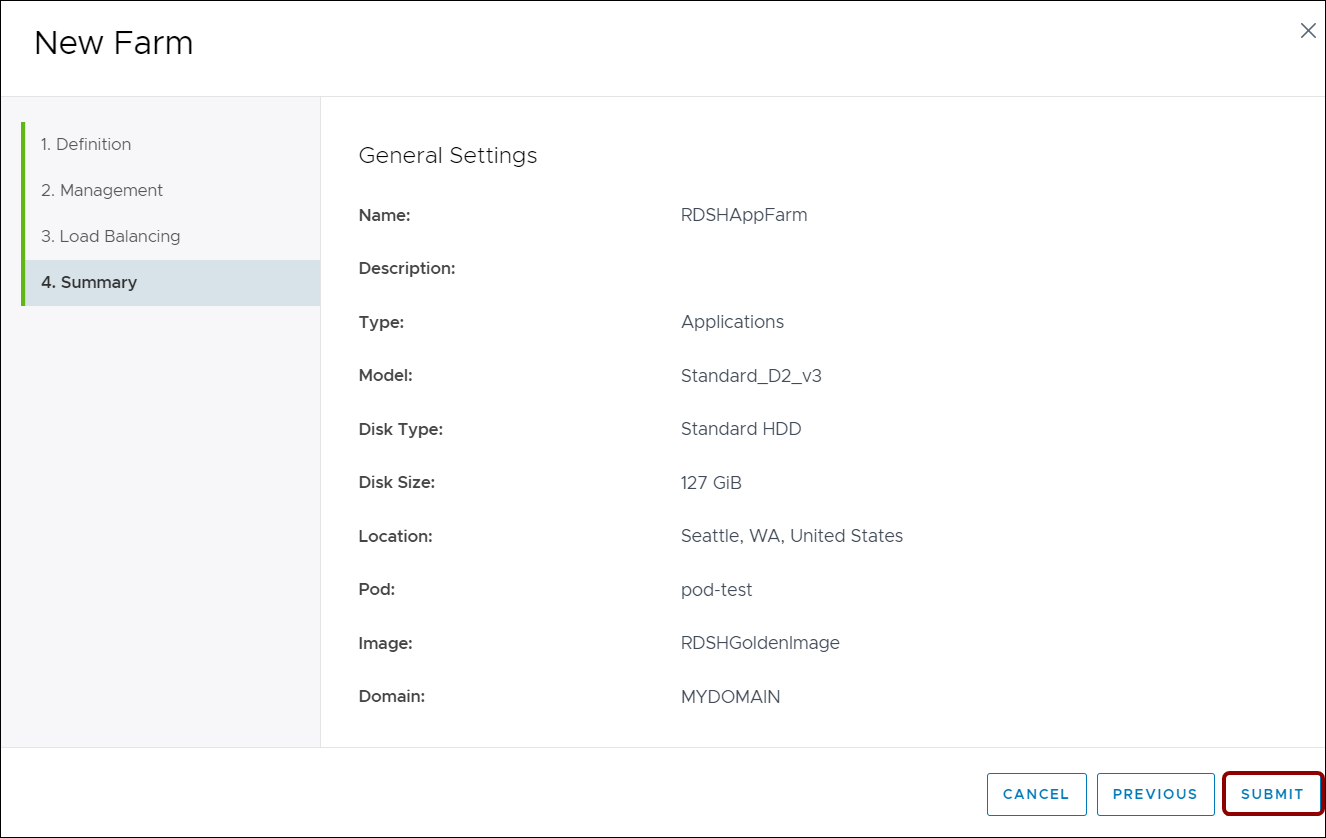 New Farm
1. Definition
2. Management
3. Load Balancing
4. Summary
General Settings
Name: RDSHAppFarm
Description:
Type: Applications
Model: Standard_D2_v3
Disk Type: Standard HDD
Disk Size: 127 GiB
Location: Seattle, WA, United States
Pod: pod-test
Image: RDSHGoldenImage
Domain: MYDOMAIN
CANCEL PREVIOUS SUBMIT